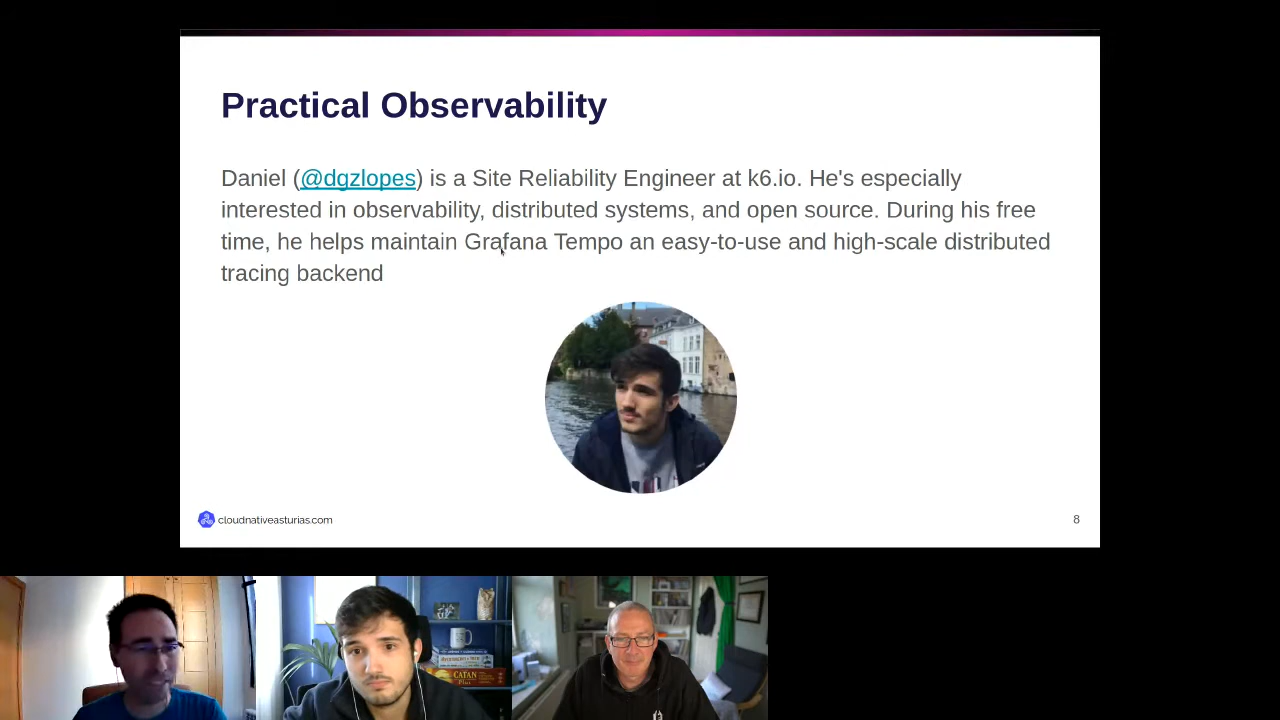 Practical Observability
Daniel (@dgzlopes) is a Site Reliability Engineer at k6.io. He's especially
interested in observability, distributed systems, and open source. During his free
time, he helps maintain Grafana Tempo an easy-to-use and high-scale distributed
tracing backend
cloudnativeasturias.com
8
CATAN